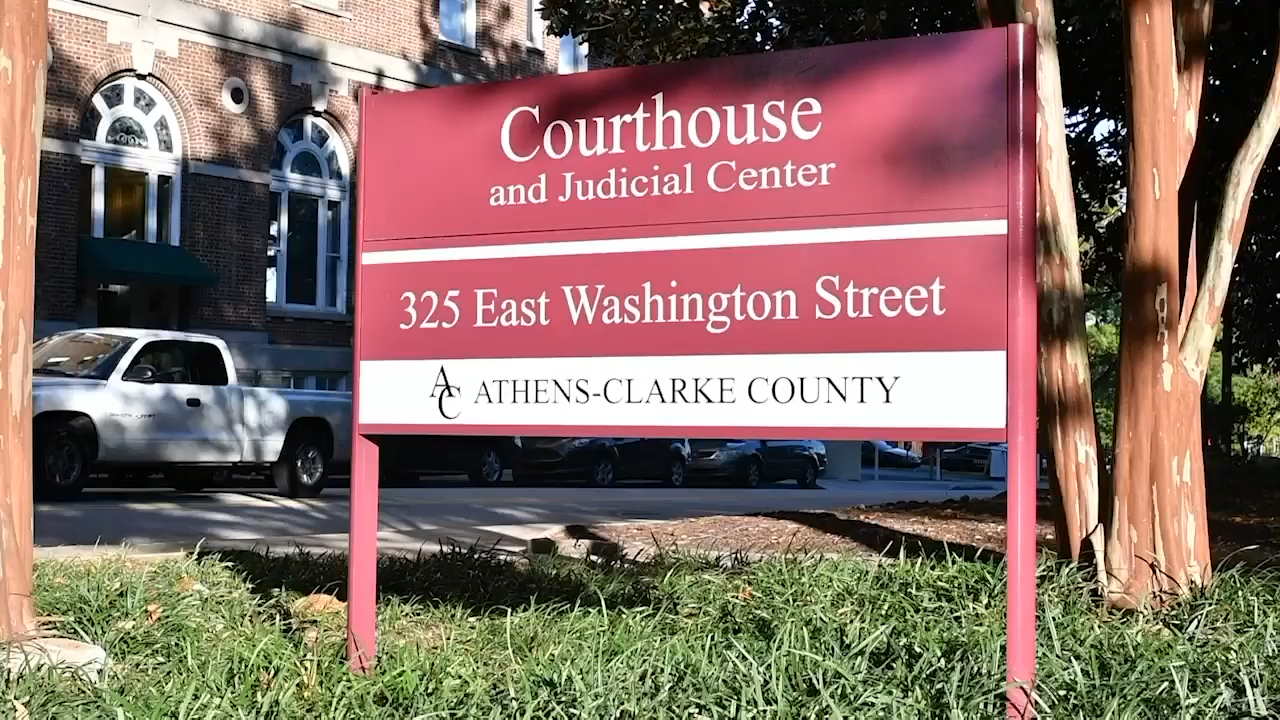 Courthouse
and Judicial Center
325 East Washington Street
AC ATHENS-CLARKE COUNTY